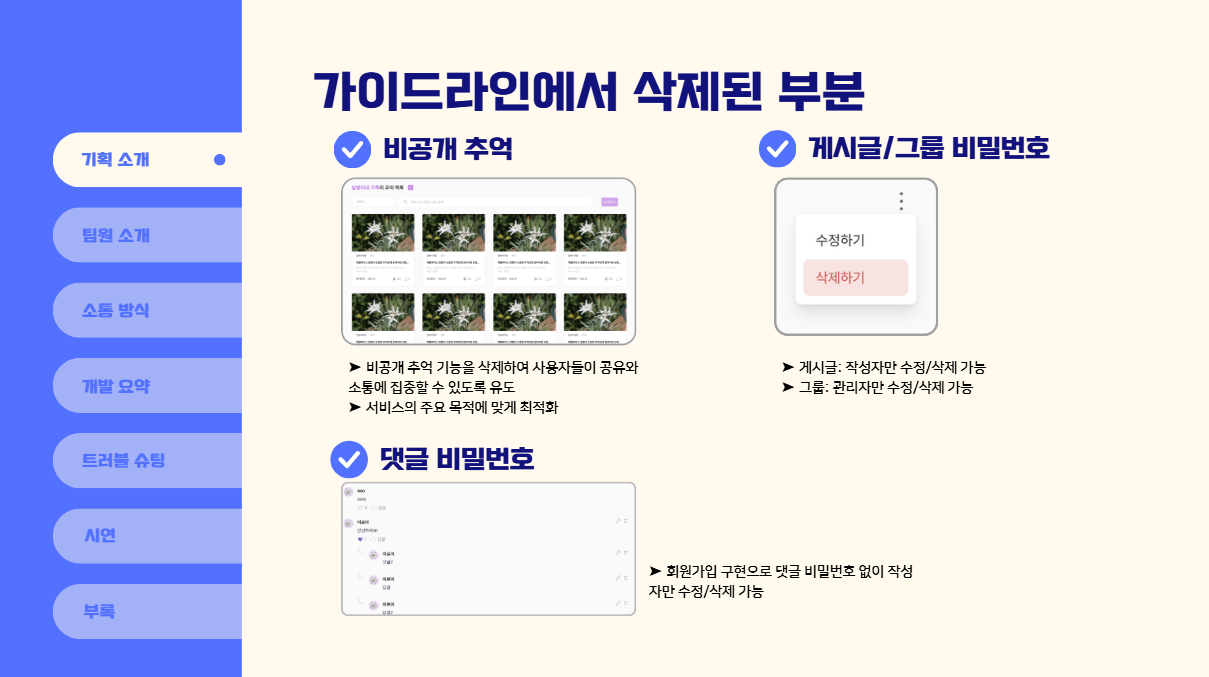 가이드라인에서 삭제된 부분
기획 소개
팀원 소개
소통 방식
개발 요약
트러블 슈팅
시연
부록
비공개 추억
➤ 비공개 추억 기능을 삭제하여 사용자들이 공유와
소통에 집중할 수 있도록 유도
➤ 서비스의 주요 목적에 맞게 최적화
게시글/그룹 비밀번호
수정하기
삭제하기
➤ 게시글: 작성자만 수정/삭제 가능
➤ 그룹: 관리자만 수정/삭제 가능
댓글 비밀번호
➤ 회원가입 구현으로 댓글 비밀번호 없이 작성
자만 수정/삭제 가능